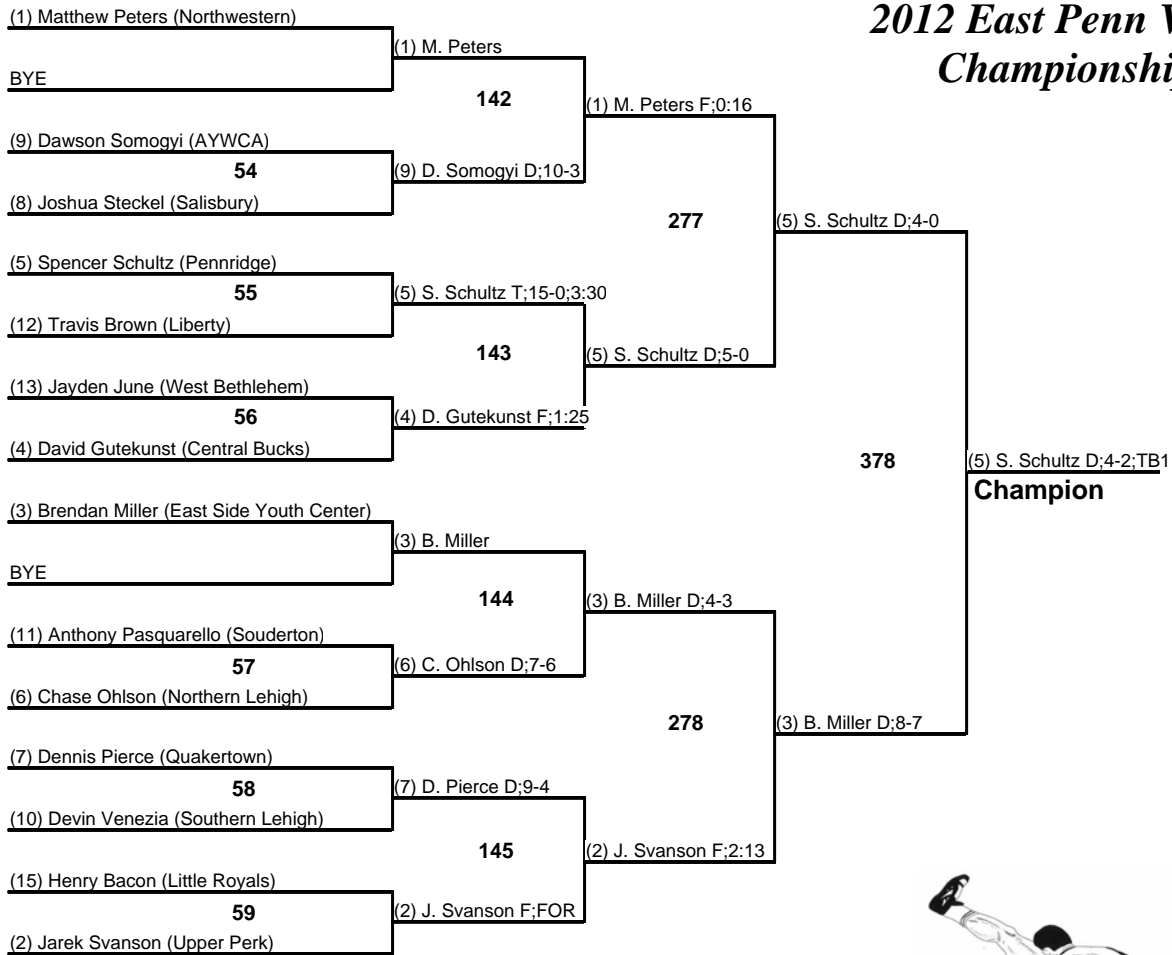 2012 East Penn
Championshi
(1) Matthew Peters (Northwestern)
(1) M. Peters
BYE
142
(1) M. Peters F;0:16
(9) Dawson Somogyi (AYWCA)
54
(9) D. Somogyi D;10-3
(8) Joshua Steckel (Salisbury)
277
(5) S. Schultz D;4-0
(5) Spencer Schultz (Pennridge)
55
(5) S. Schultz T;15-0;3:30
(12) Travis Brown (Liberty)
143
(5) S. Schultz D;5-0
(13) Jayden June (West Bethlehem)
56
(4) D. Gutekunst F;1:25
(4) David Gutekunst (Central Bucks)
378
(5) S. Schultz D;4-2;TB1
Champion
(3) Brendan Miller (East Side Youth Center)
(3) B. Miller
BYE
144
(3) B. Miller D;4-3
(11) Anthony Pasquarello (Souderton)
57
(6) C. Ohlson D;7-6
(6) Chase Ohlson (Northern Lehigh)
278
(3) B. Miller D;8-7
(7) Dennis Pierce (Quakertown)
58
(7) D. Pierce D;9-4
(10) Devin Venezia (Southern Lehigh)
145
(2) J. Svanson F;2:13
(15) Henry Bacon (Little Royals)
59
(2) J. Svanson F;FOR
(2) Jarek Svanson (Upper Perk)